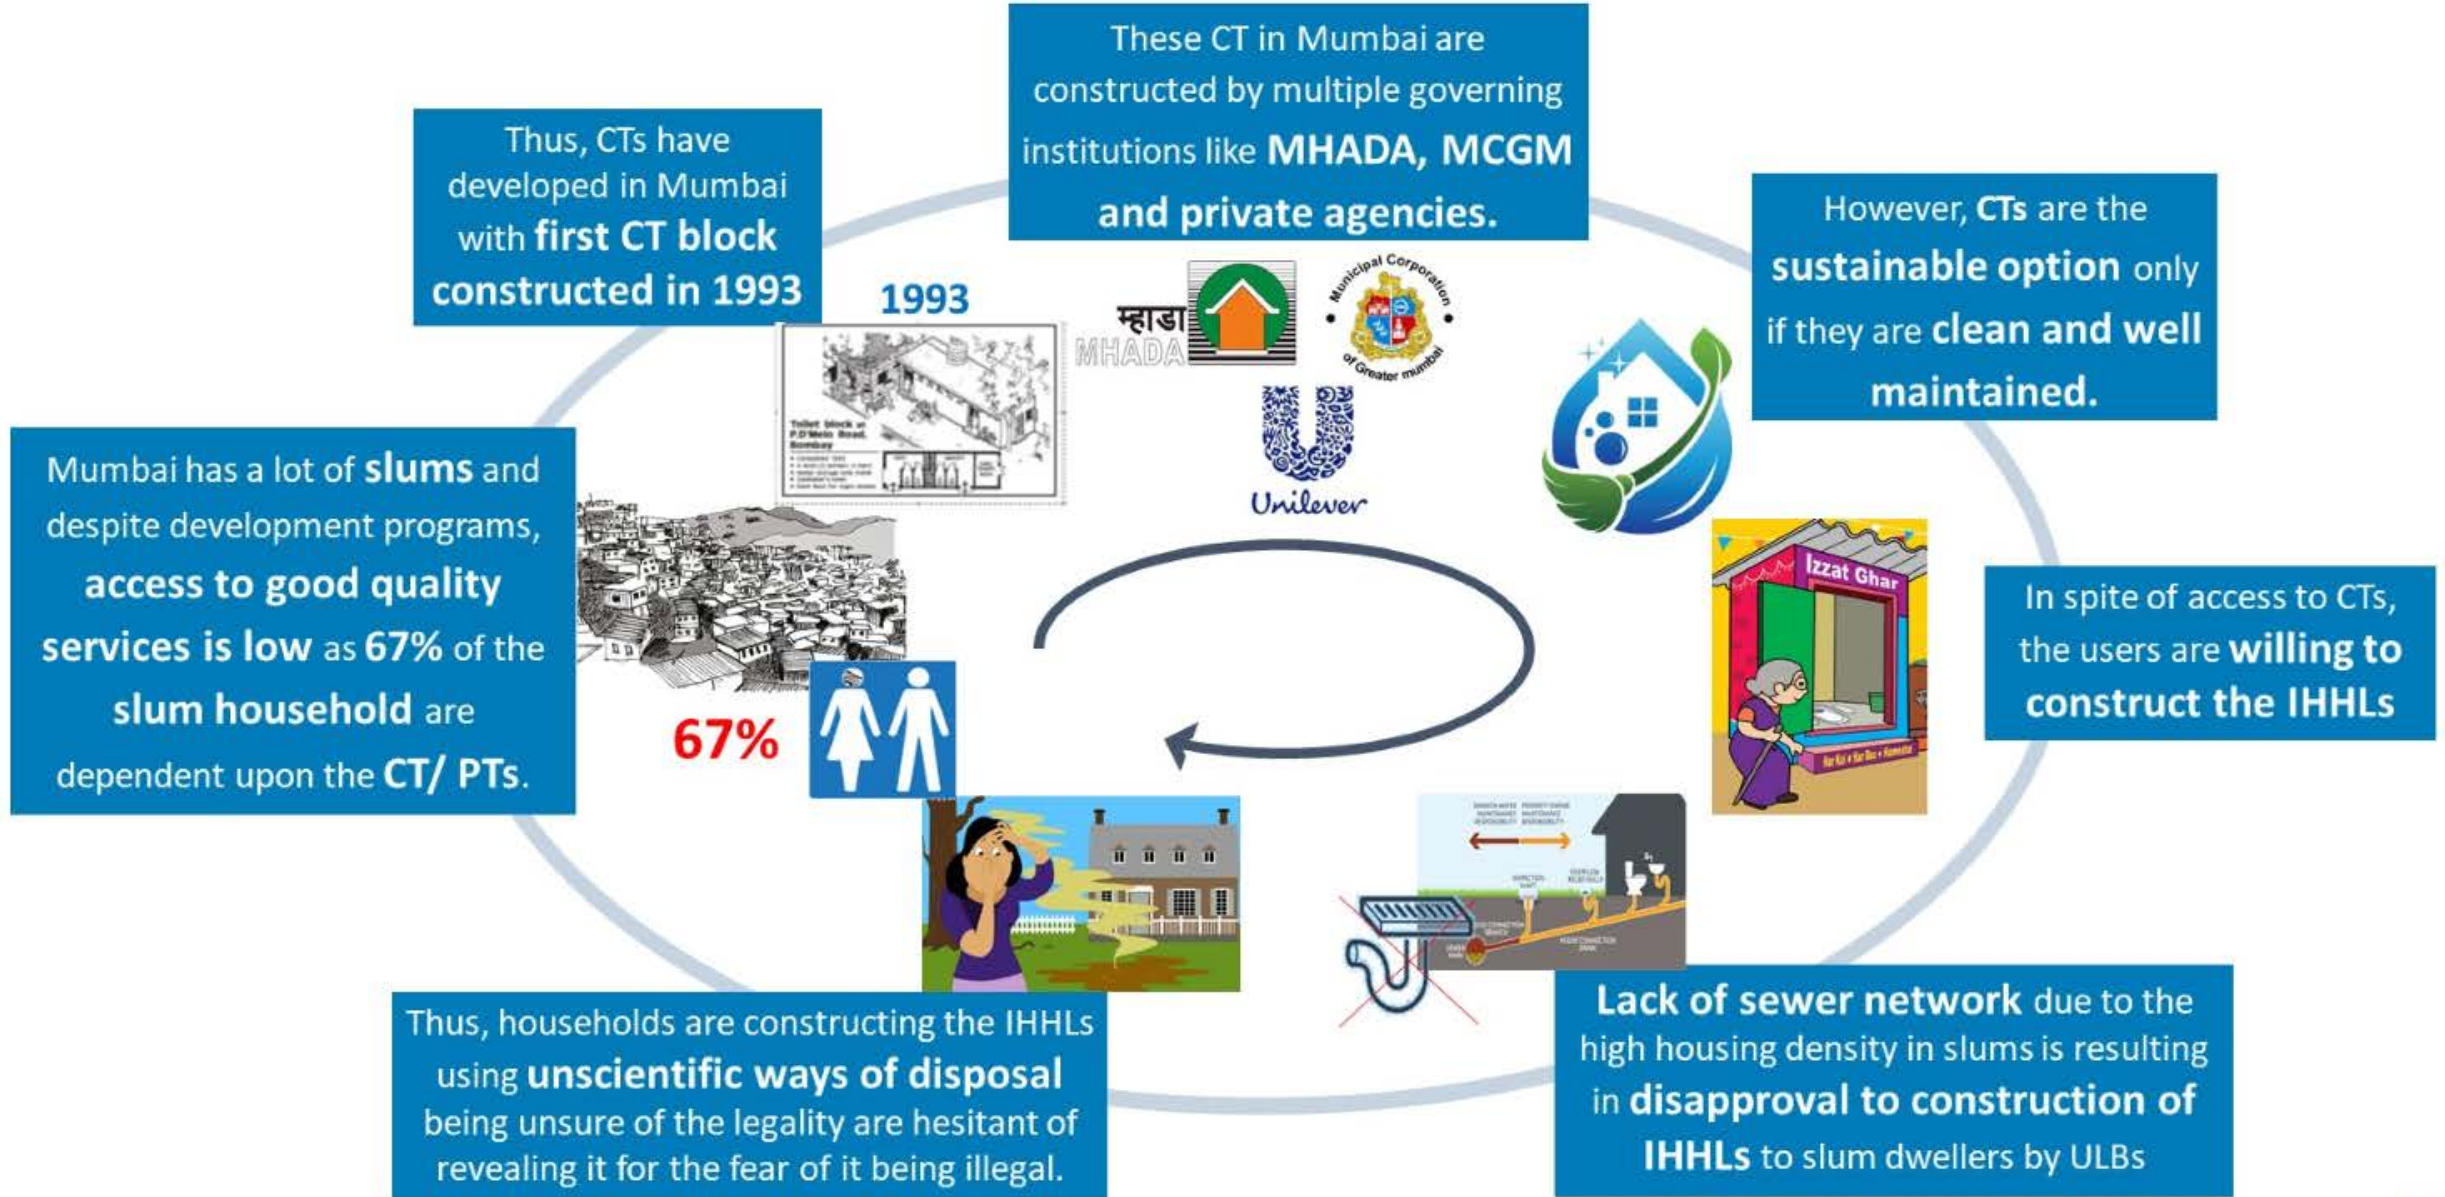 Mumbai has a lot of slums and
despite development programs,
access to good quality
services is low as 67% of the
slum household are
dependent upon the CT/ PTs.
67%
Thus, CTs have
developed in Mumbai
with first CT block
constructed in 1993
1993
Toilet block at
P.D'Melo Road,
Bombay
These CT in Mumbai are
constructed by multiple governing
institutions like MHADA, MCGM
and private agencies.
म्हाडा
MHADA
Municipal Corporation
of Greater mumbai
Unilever
However, CTs are the
sustainable option only
if they are clean and well
maintained.
Izzat Ghar
In spite of access to CTs,
the users are willing to
construct the IHHLs
Lack of sewer network due to the
high housing density in slums is resulting
in disapproval to construction of
IHHLs to slum dwellers by ULBs
Thus, households are constructing the IHHLs
using unscientific ways of disposal
being unsure of the legality are hesitant of
revealing it for the fear of it being illegal.